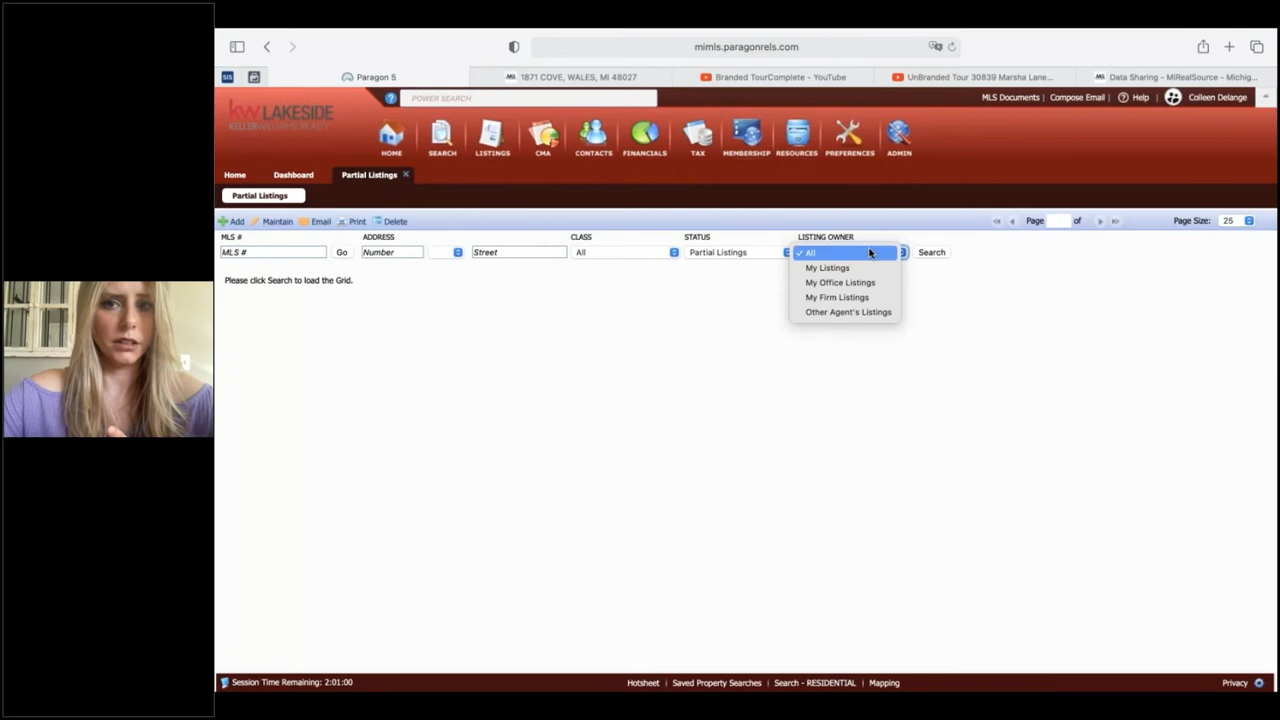 mimls.paragonrels.com
SIS
Paragon 5
1871 COVE, WALES, MI 48027
Branded TourComplete - YouTube
UnBranded Tour 30839 Marsha Lane...
Data Sharing - MiRealSource - Michig...
kw LAKESIDE
KELLERWILLIAMS REALTY
POWER SEARCH
MLS Documents | Compose Email | Help | Colleen Delange
HOME SEARCH LISTINGS CMA CONTACTS FINANCIALS TAX MEMBERSHIP RESOURCES PREFERENCES ADMIN
Home Dashboard Partial Listings
Partial Listings
Add Maintain Email Print Delete Page of Page Size: 25
MLS # ADDRESS CLASS STATUS LISTING OWNER
MLS # Go Number Street All Partial Listings ✓ All Search
My Listings
My Office Listings
My Firm Listings
Other Agent's Listings
Please click Search to load the Grid.
Session Time Remaining: 2:01:00 Hotsheet | Saved Property Searches | Search - RESIDENTIAL | Mapping Privacy